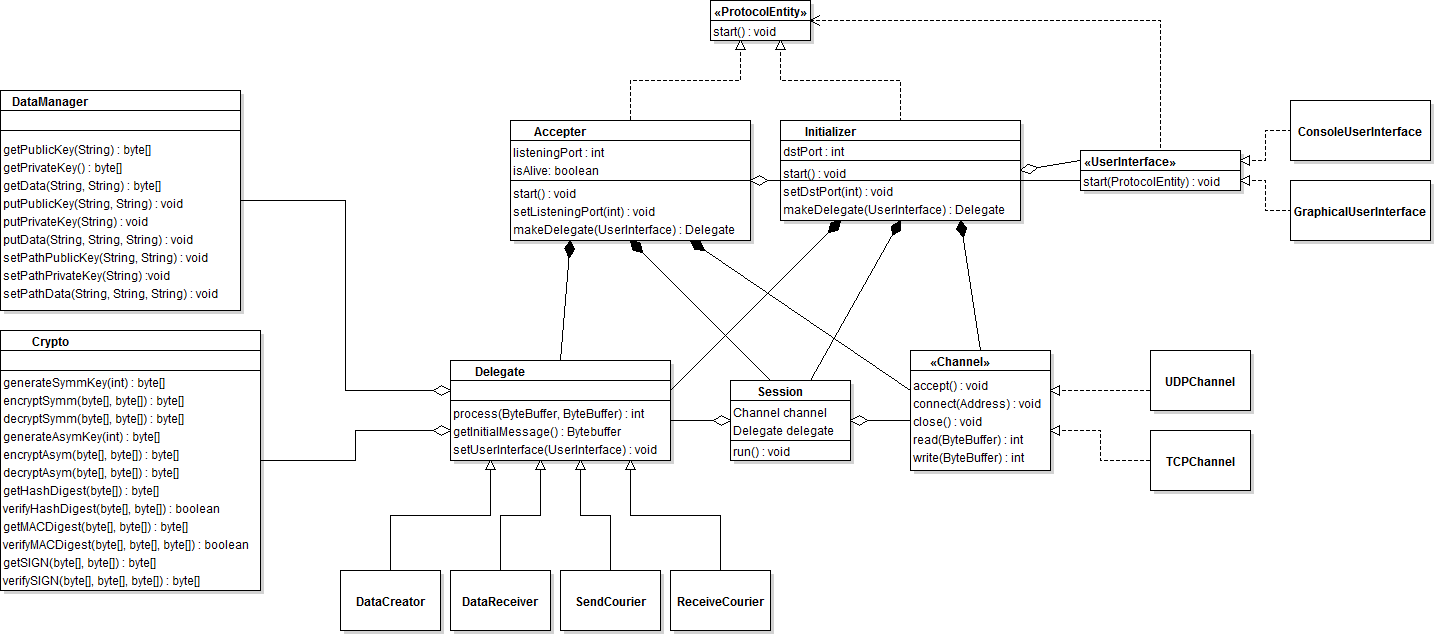 «ProtocolEntity»
start() : void
DataManager
getPublicKey(String) : byte[]
getPrivateKey() : byte[]
getData(String, String) : byte[]
putPublicKey(String, String) : void
putPrivateKey(String) : void
putData(String, String, String) : void
setPathPublicKey(String, String) : void
setPathPrivateKey(String) :void
setPathData(String, String, String) : void
Accepter
listeningPort : int
isAlive: boolean
start() : void
setListeningPort(int) : void
makeDelegate(UserInterface) : Delegate
Initializer
dstPort : int
start() : void
setDstPort(int) : void
makeDelegate(UserInterface) : Delegate
«UserInterface»
start(ProtocolEntity) : void
ConsoleUserInterface
GraphicalUserInterface
Crypto
generateSymmKey(int) : byte[]
encryptSymm(byte[], byte[]) : byte[]
decryptSymm(byte[], byte[]) : byte[]
generateAsymKey(int) : byte[]
encryptAsym(byte[], byte[]) : byte[]
decryptAsym(byte[], byte[]) : byte[]
getHashDigest(byte[]) : byte[]
verifyHashDigest(byte[], byte[]) : boolean
getMACDigest(byte[], byte[]) : byte[]
verifyMACDigest(byte[], byte[], byte[]) : boolean
getSIGN(byte[], byte[]) : byte[]
verifySIGN(byte[], byte[], byte[]) : byte[]
Delegate
process(ByteBuffer, ByteBuffer) : int
getInitialMessage() : Bytebuffer
setUserInterface(UserInterface) : void
Session
Channel channel
Delegate delegate
run() : void
«Channel»
accept() : void
connect(Address) : void
close() : void
read(ByteBuffer) : int
write(ByteBuffer) : int
UDPChannel
TCPChannel
DataCreator
DataReceiver
SendCourier
ReceiveCourier